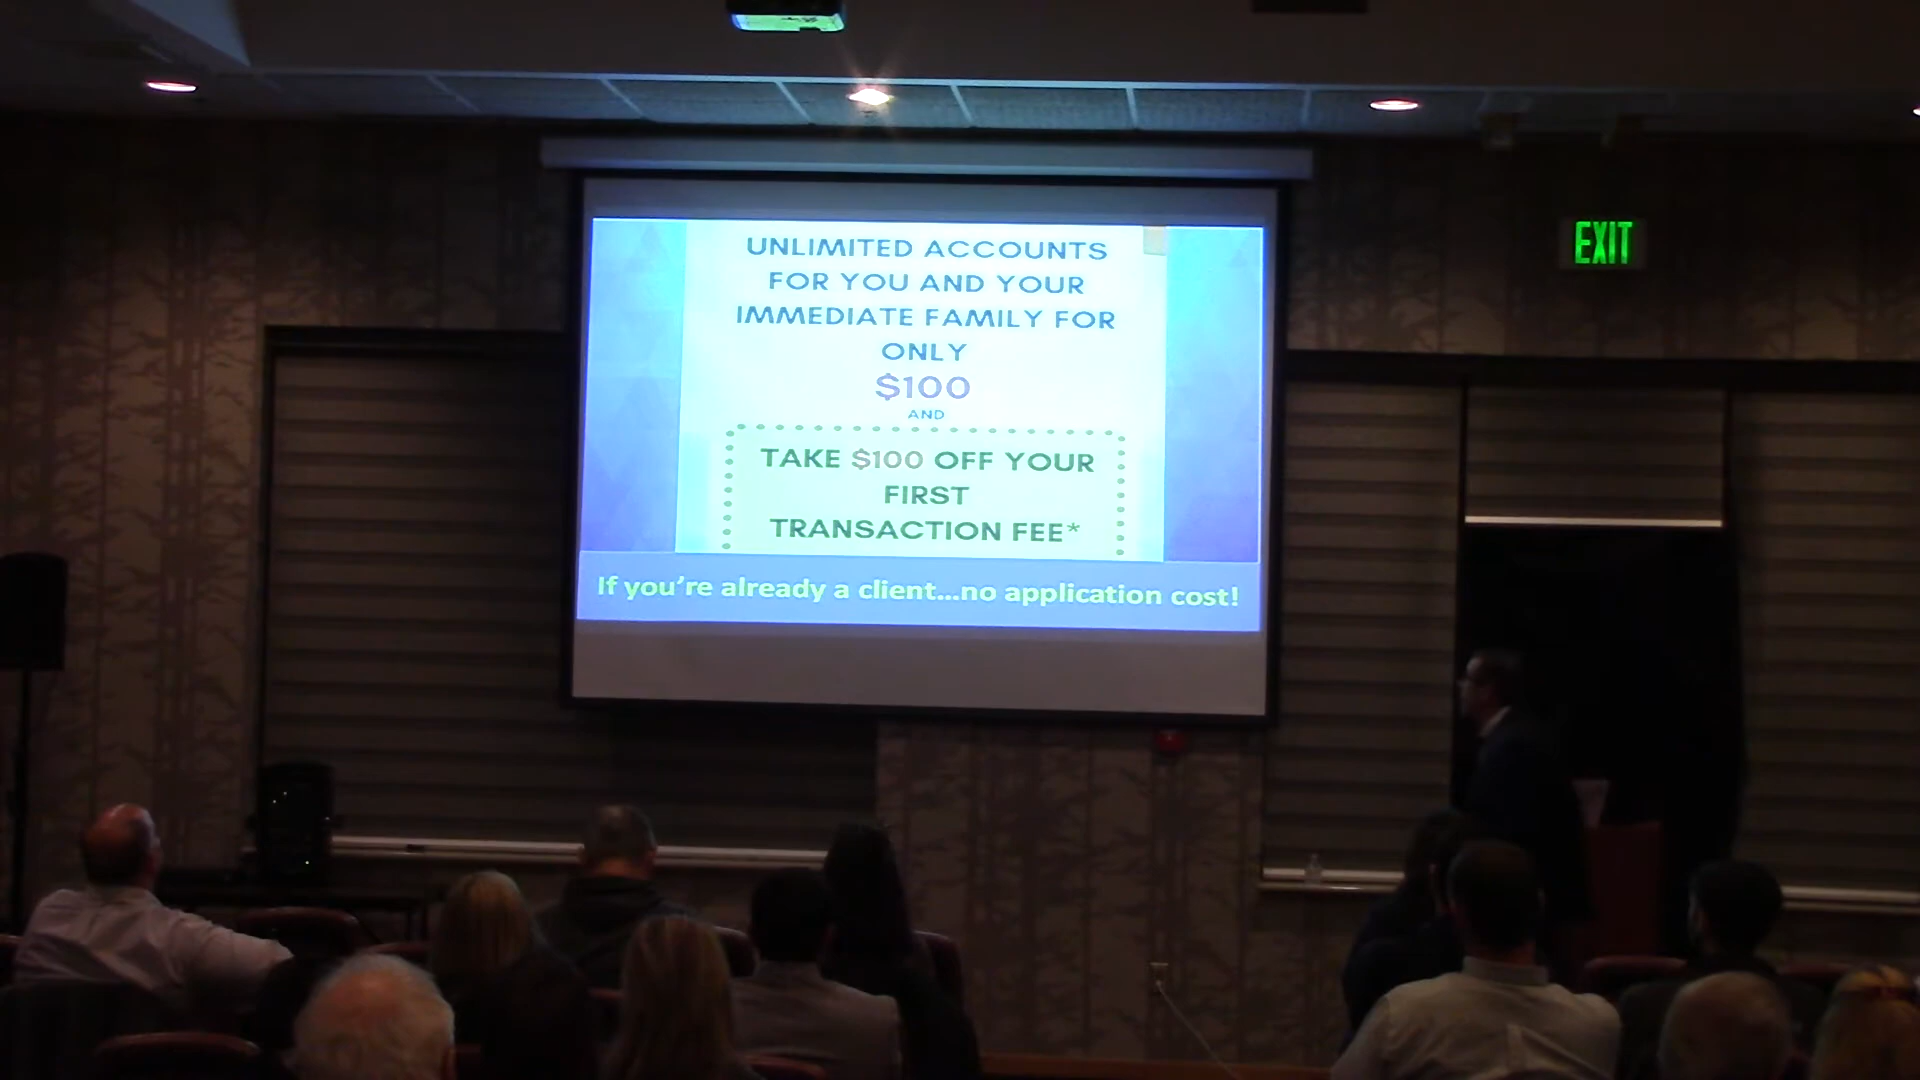 UNLIMITED ACCOUNTS
FOR YOU AND YOUR
IMMEDIATE FAMILY FOR
ONLY
$100
AND
TAKE $100 OFF YOUR
FIRST
TRANSACTION FEE*
If you're already a client...no application cost!
EXIT